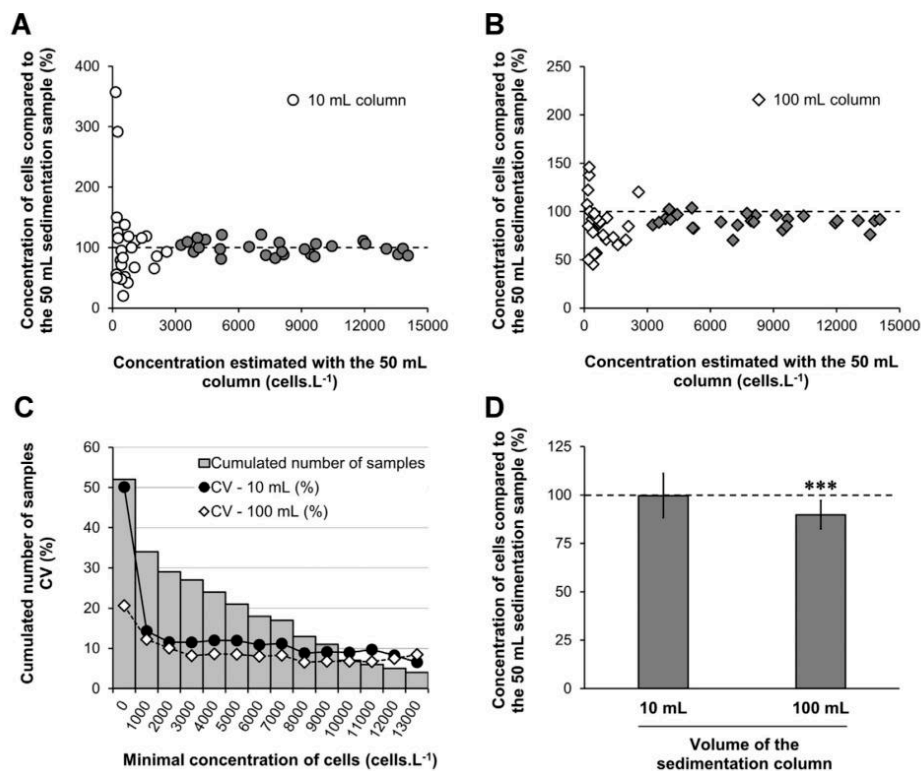 A
Concentration of cells compared to
the 50 mL sedimentation sample (%)
400
300
200
100
0
10 mL column
0 3000 6000 9000 12000 15000
Concentration estimated with the 50 mL
column (cells.L⁻¹)
B
Concentration of cells compared to
the 50 mL sedimentation sample (%)
250
200
150
100
50
0
100 mL column
0 3000 6000 9000 12000 15000
Concentration estimated with the 50 mL
column (cells.L⁻¹)
C
Cumulated number of samples
CV (%)
60
50
40
30
20
10
0
Cumulated number of samples
CV - 10 mL (%)
CV - 100 mL (%)
0 1000 2000 3000 4000 5000 6000 7000 8000 9000 10000 11000 12000 13000
Minimal concentration of cells (cells.L⁻¹)
D
Concentration of cells compared to
the 50 mL sedimentation sample (%)
125
100
75
50
25
0
***
10 mL 100 mL
Volume of the
sedimentation column